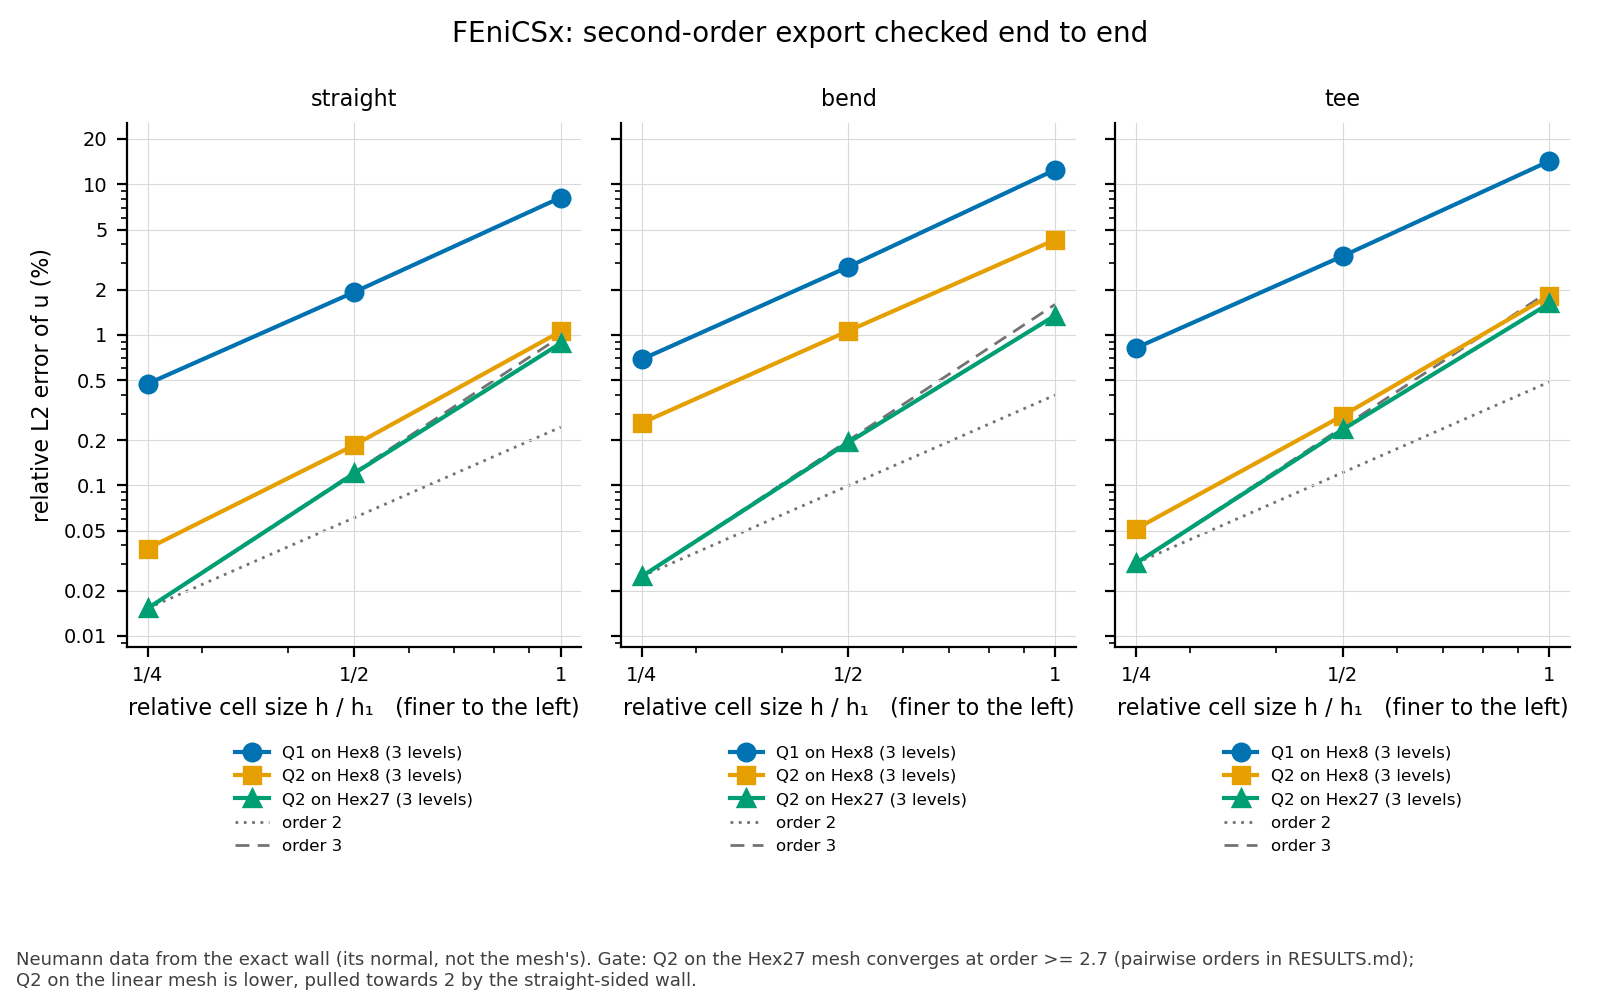 FEniCSx: second-order export checked end to end
straight
bend
tee
relative L2 error of u (%)
20
10
5
2
1
0.5
0.2
0.1
0.05
0.02
0.01
1/4 1/2 1
1/4 1/2 1
1/4 1/2 1
relative cell size h / h₁ (finer to the left)
relative cell size h / h₁ (finer to the left)
relative cell size h / h₁ (finer to the left)
Q1 on Hex8 (3 levels)
Q2 on Hex8 (3 levels)
Q2 on Hex27 (3 levels)
order 2
order 3
Q1 on Hex8 (3 levels)
Q2 on Hex8 (3 levels)
Q2 on Hex27 (3 levels)
order 2
order 3
Q1 on Hex8 (3 levels)
Q2 on Hex8 (3 levels)
Q2 on Hex27 (3 levels)
order 2
order 3
Neumann data from the exact wall (its normal, not the mesh's). Gate: Q2 on the Hex27 mesh converges at order >= 2.7 (pairwise orders in RESULTS.md);
Q2 on the linear mesh is lower, pulled towards 2 by the straight-sided wall.